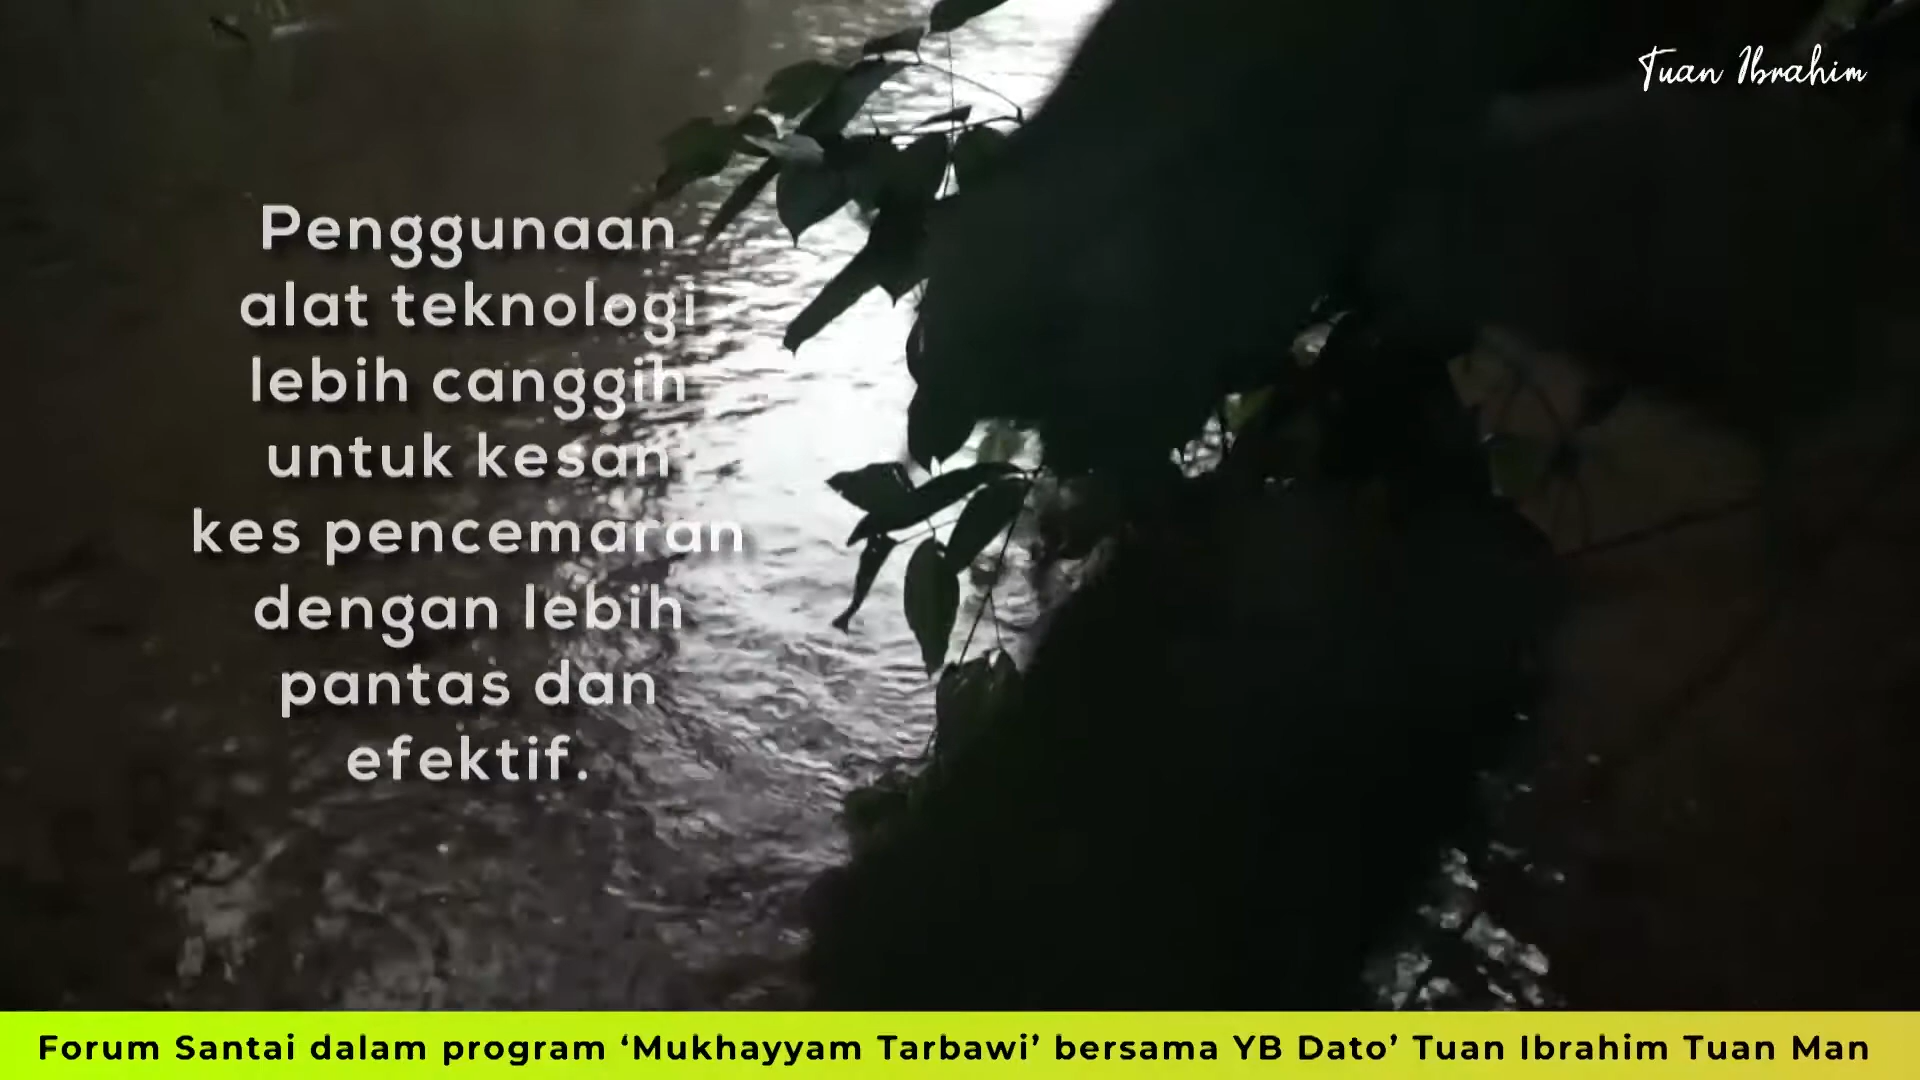 Tuan Ibrahim
Penggunaan
alat teknologi
lebih canggih
untuk kesan
kes pencemaran
dengan lebih
pantas dan
efektif.
Forum Santai dalam program ‘Mukhayyam Tarbawi’ bersama YB Dato’ Tuan Ibrahim Tuan Man